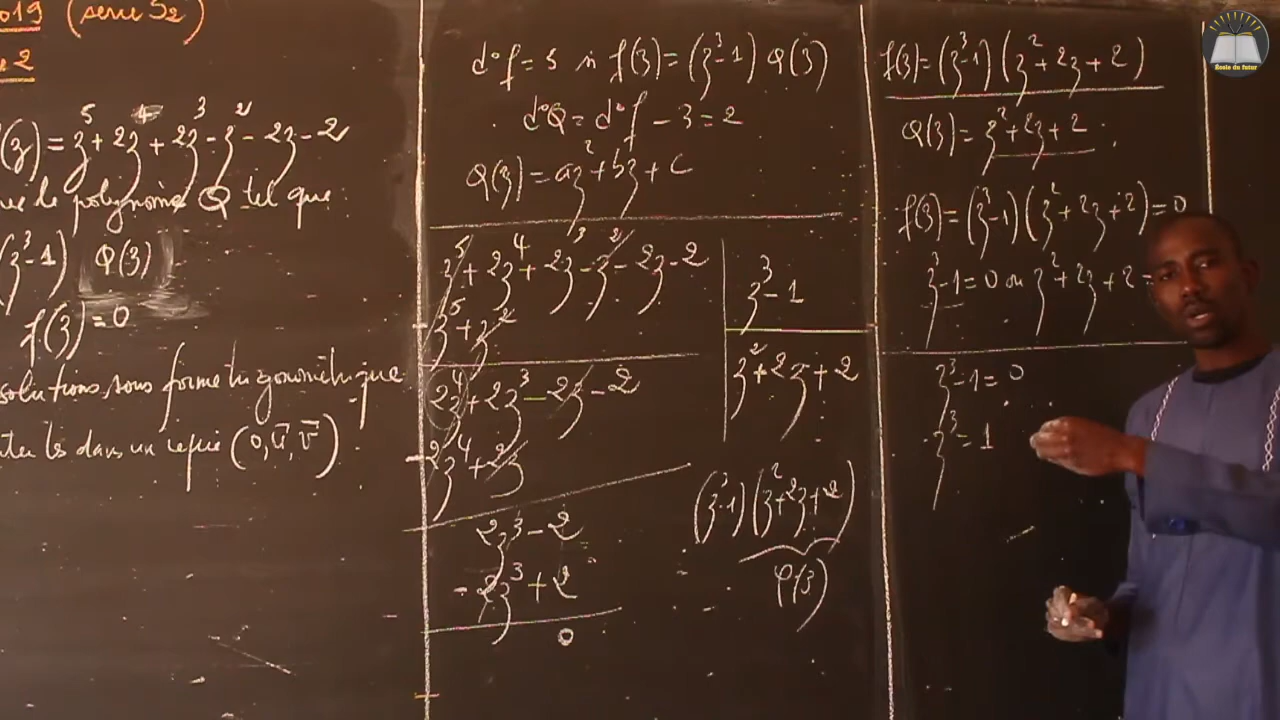 2019 (serie S2)
2
f(z) = z⁵ + 2z⁴ + 2z³ - z² - 2z - 2
de polynôme Q tel que
(z³-1) Q(z)
f(z) = 0
solutions sous forme trigonométrique
les dans un repère (0, u⃗, v⃗).
d°f = 5 f(z) = (z³-1) Q(z)
d°Q = d°f - 3 = 2
Q(z) = az² + bz + c
z⁵ + 2z⁴ + 2z³ - z² - 2z - 2
z³ - 1
z⁵ + z²
z² + 2z + 2
2z⁴ + 2z³ - 2z - 2
-2z⁴ + 2z
(z³-1)(z² + 2z + 2)
2z³ - 2
Q(z)
-2z³ + 2
0
f(z) = (z³-1)(z² + 2z + 2)
Q(z) = z² + 2z + 2
f(z) = (z³-1)(z² + 2z + 2) = 0
z³ - 1 = 0 ou z² + 2z + 2 =
z³ - 1 = 0
z³ = 1
École du futur